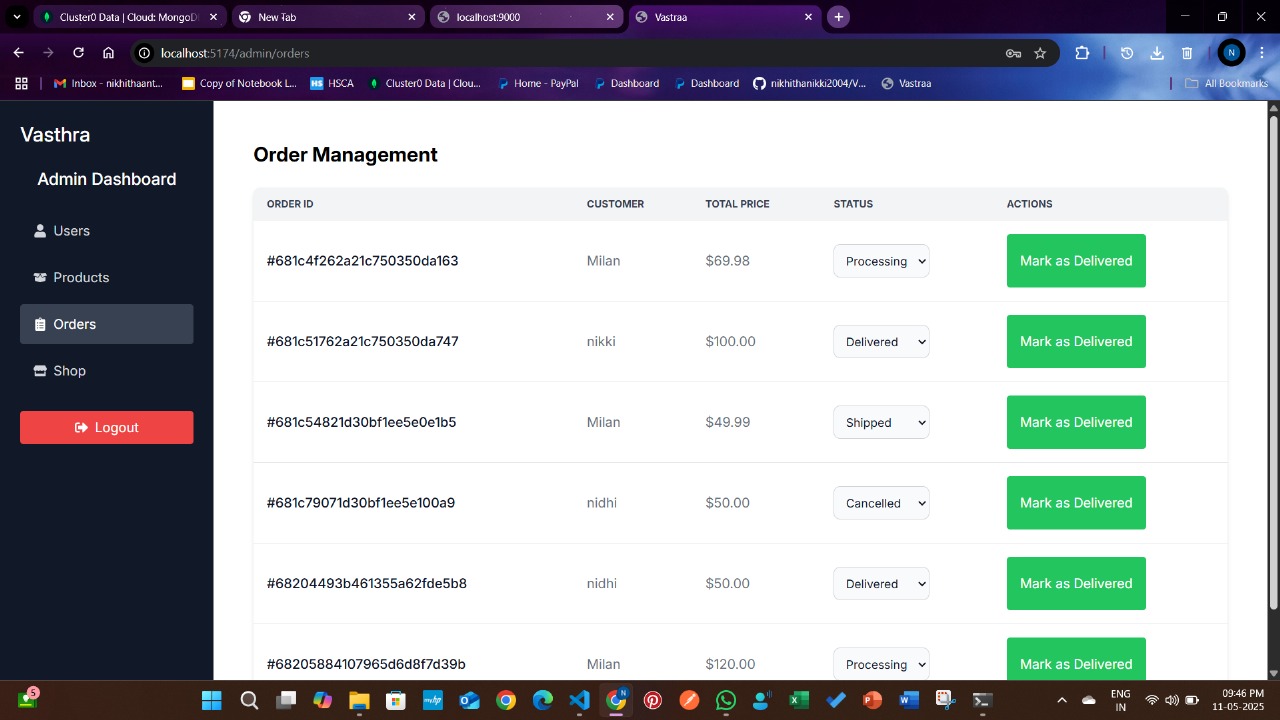 Cluster0 Data | Cloud: MongoDB
New Tab
localhost:9000
Vastraa
localhost:5174/admin/orders
Inbox - nikhithaant...
Copy of Notebook L...
HS HSCA
Cluster0 Data | Clou...
Home - PayPal
Dashboard
Dashboard
nikhithanikki2004/V...
Vastraa
All Bookmarks
N
Vasthra
Admin Dashboard
Users
Products
Orders
Shop
Logout
Order Management
ORDER ID CUSTOMER TOTAL PRICE STATUS ACTIONS
#681c4f262a21c750350da163 Milan $69.98 Processing Mark as Delivered
#681c51762a21c750350da747 nikki $100.00 Delivered Mark as Delivered
#681c54821d30bf1ee5e0e1b5 Milan $49.99 Shipped Mark as Delivered
#681c79071d30bf1ee5e100a9 nidhi $50.00 Cancelled Mark as Delivered
#68204493b461355a62fde5b8 nidhi $50.00 Delivered Mark as Delivered
#68205884107965d6d8f7d39b Milan $120.00 Processing Mark as Delivered
5
ENG
IN
09:46 PM
11-05-2025